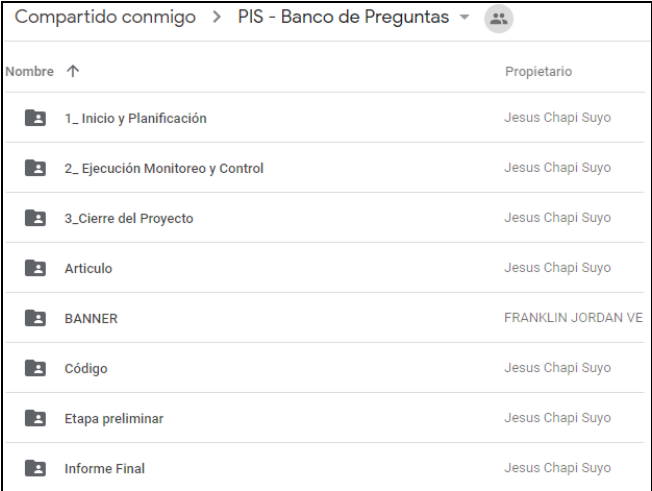 Compartido conmigo > PIS - Banco de Preguntas
Nombre ↑ Propietario
1_ Inicio y Planificación Jesus Chapi Suyo
2_ Ejecución Monitoreo y Control Jesus Chapi Suyo
3_Cierre del Proyecto Jesus Chapi Suyo
Articulo Jesus Chapi Suyo
BANNER FRANKLIN JORDAN VE
Código Jesus Chapi Suyo
Etapa preliminar Jesus Chapi Suyo
Informe Final Jesus Chapi Suyo